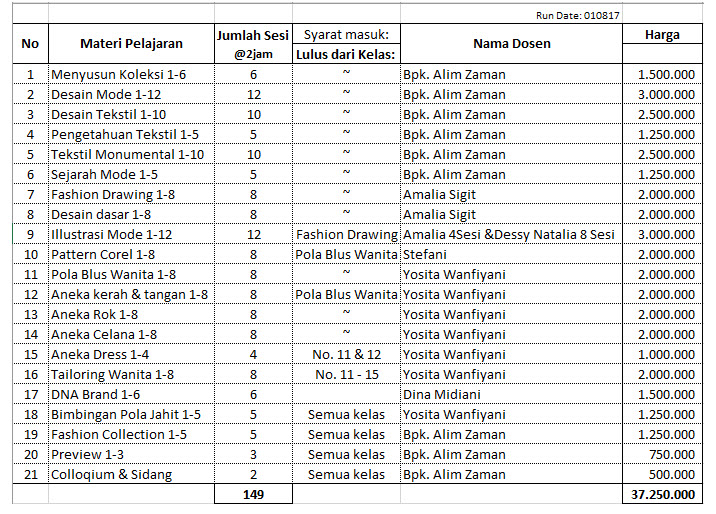 Run Date: 010817
No Materi Pelajaran Jumlah Sesi @2jam Syarat masuk: Lulus dari Kelas: Nama Dosen Harga
1 Menyusun Koleksi 1-6 6 ~ Bpk. Alim Zaman 1.500.000
2 Desain Mode 1-12 12 ~ Bpk. Alim Zaman 3.000.000
3 Desain Tekstil 1-10 10 ~ Bpk. Alim Zaman 2.500.000
4 Pengetahuan Tekstil 1-5 5 ~ Bpk. Alim Zaman 1.250.000
5 Tekstil Monumental 1-10 10 ~ Bpk. Alim Zaman 2.500.000
6 Sejarah Mode 1-5 5 ~ Bpk. Alim Zaman 1.250.000
7 Fashion Drawing 1-8 8 ~ Amalia Sigit 2.000.000
8 Desain dasar 1-8 8 ~ Amalia Sigit 2.000.000
9 Illustrasi Mode 1-12 12 Fashion Drawing Amalia 4Sesi &Dessy Natalia 8 Sesi 3.000.000
10 Pattern Corel 1-8 8 Pola Blus Wanita Stefani 2.000.000
11 Pola Blus Wanita 1-8 8 ~ Yosita Wanfiyani 2.000.000
12 Aneka kerah & tangan 1-8 8 Pola Blus Wanita Yosita Wanfiyani 2.000.000
13 Aneka Rok 1-8 8 ~ Yosita Wanfiyani 2.000.000
14 Aneka Celana 1-8 8 ~ Yosita Wanfiyani 2.000.000
15 Aneka Dress 1-4 4 No. 11 & 12 Yosita Wanfiyani 1.000.000
16 Tailoring Wanita 1-8 8 No. 11 - 15 Yosita Wanfiyani 2.000.000
17 DNA Brand 1-6 6 Dina Midiani 1.500.000
18 Bimbingan Pola Jahit 1-5 5 Semua kelas Yosita Wanfiyani 1.250.000
19 Fashion Collection 1-5 5 Semua kelas Bpk. Alim Zaman 1.250.000
20 Preview 1-3 3 Semua kelas Bpk. Alim Zaman 750.000
21 Colloqium & Sidang 2 Semua kelas Bpk. Alim Zaman 500.000
149 37.250.000